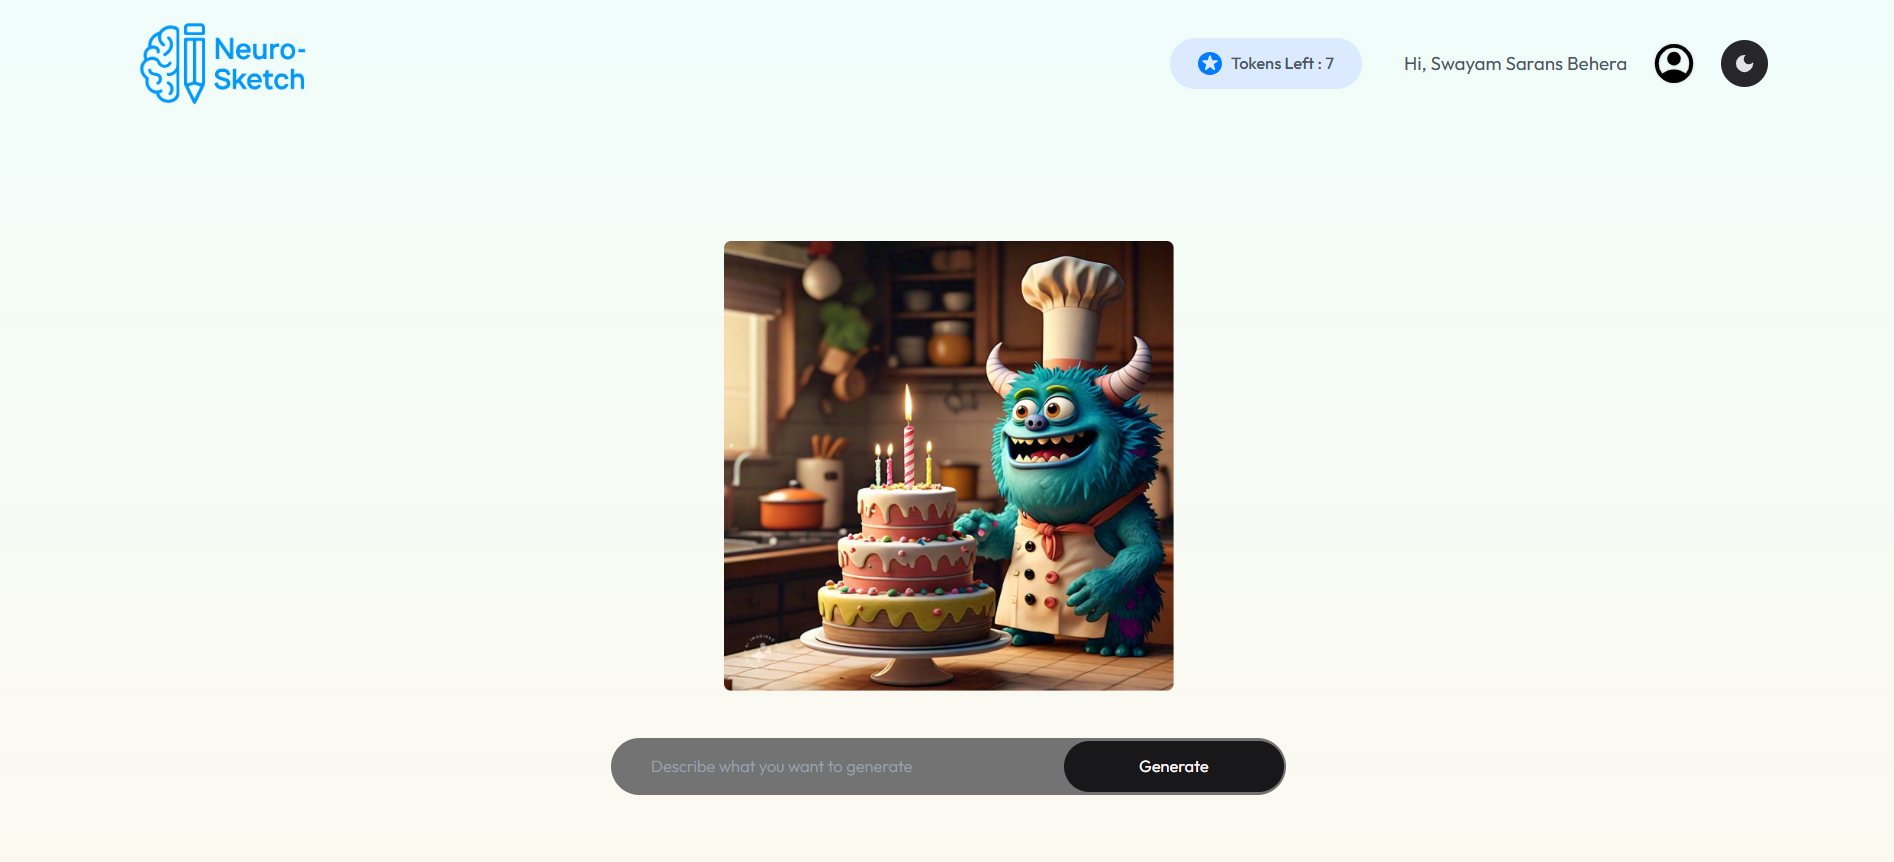 Neuro-
Sketch
Tokens Left : 7
Hi, Swayam Sarans Behera
Describe what you want to generate
Generate